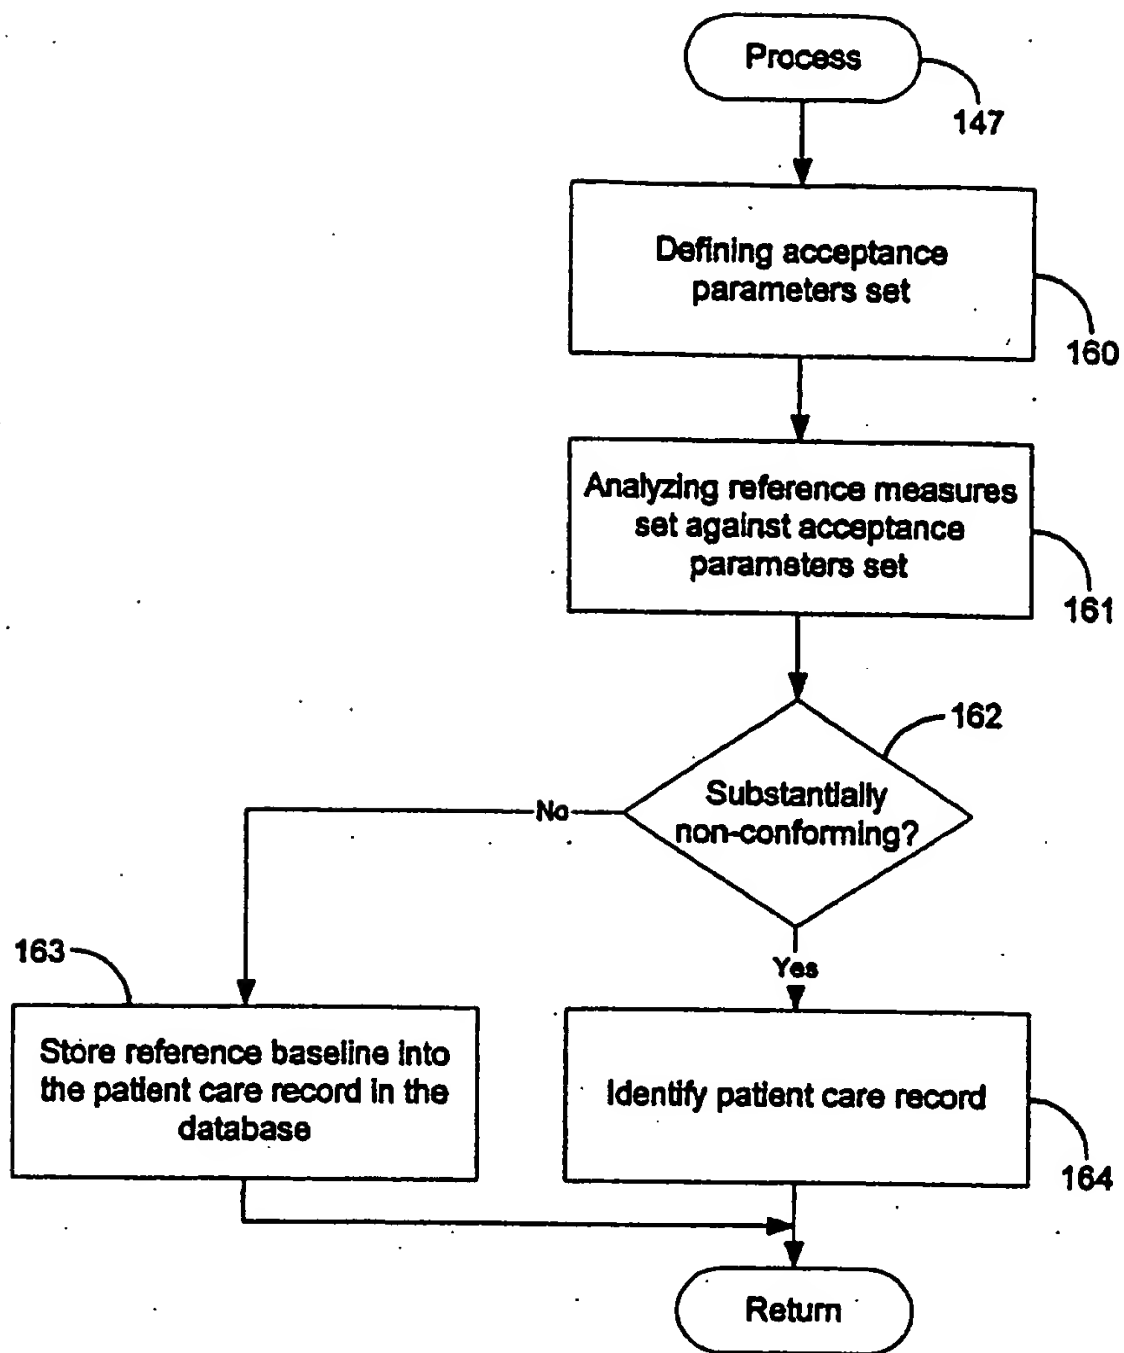 Process
147
Defining acceptance
parameters set
160
Analyzing reference measures
set against acceptance
parameters set
161
162
Substantially
non-conforming?
No
Yes
163
Store reference baseline into
the patient care record in the
database
Identify patient care record
164
Return